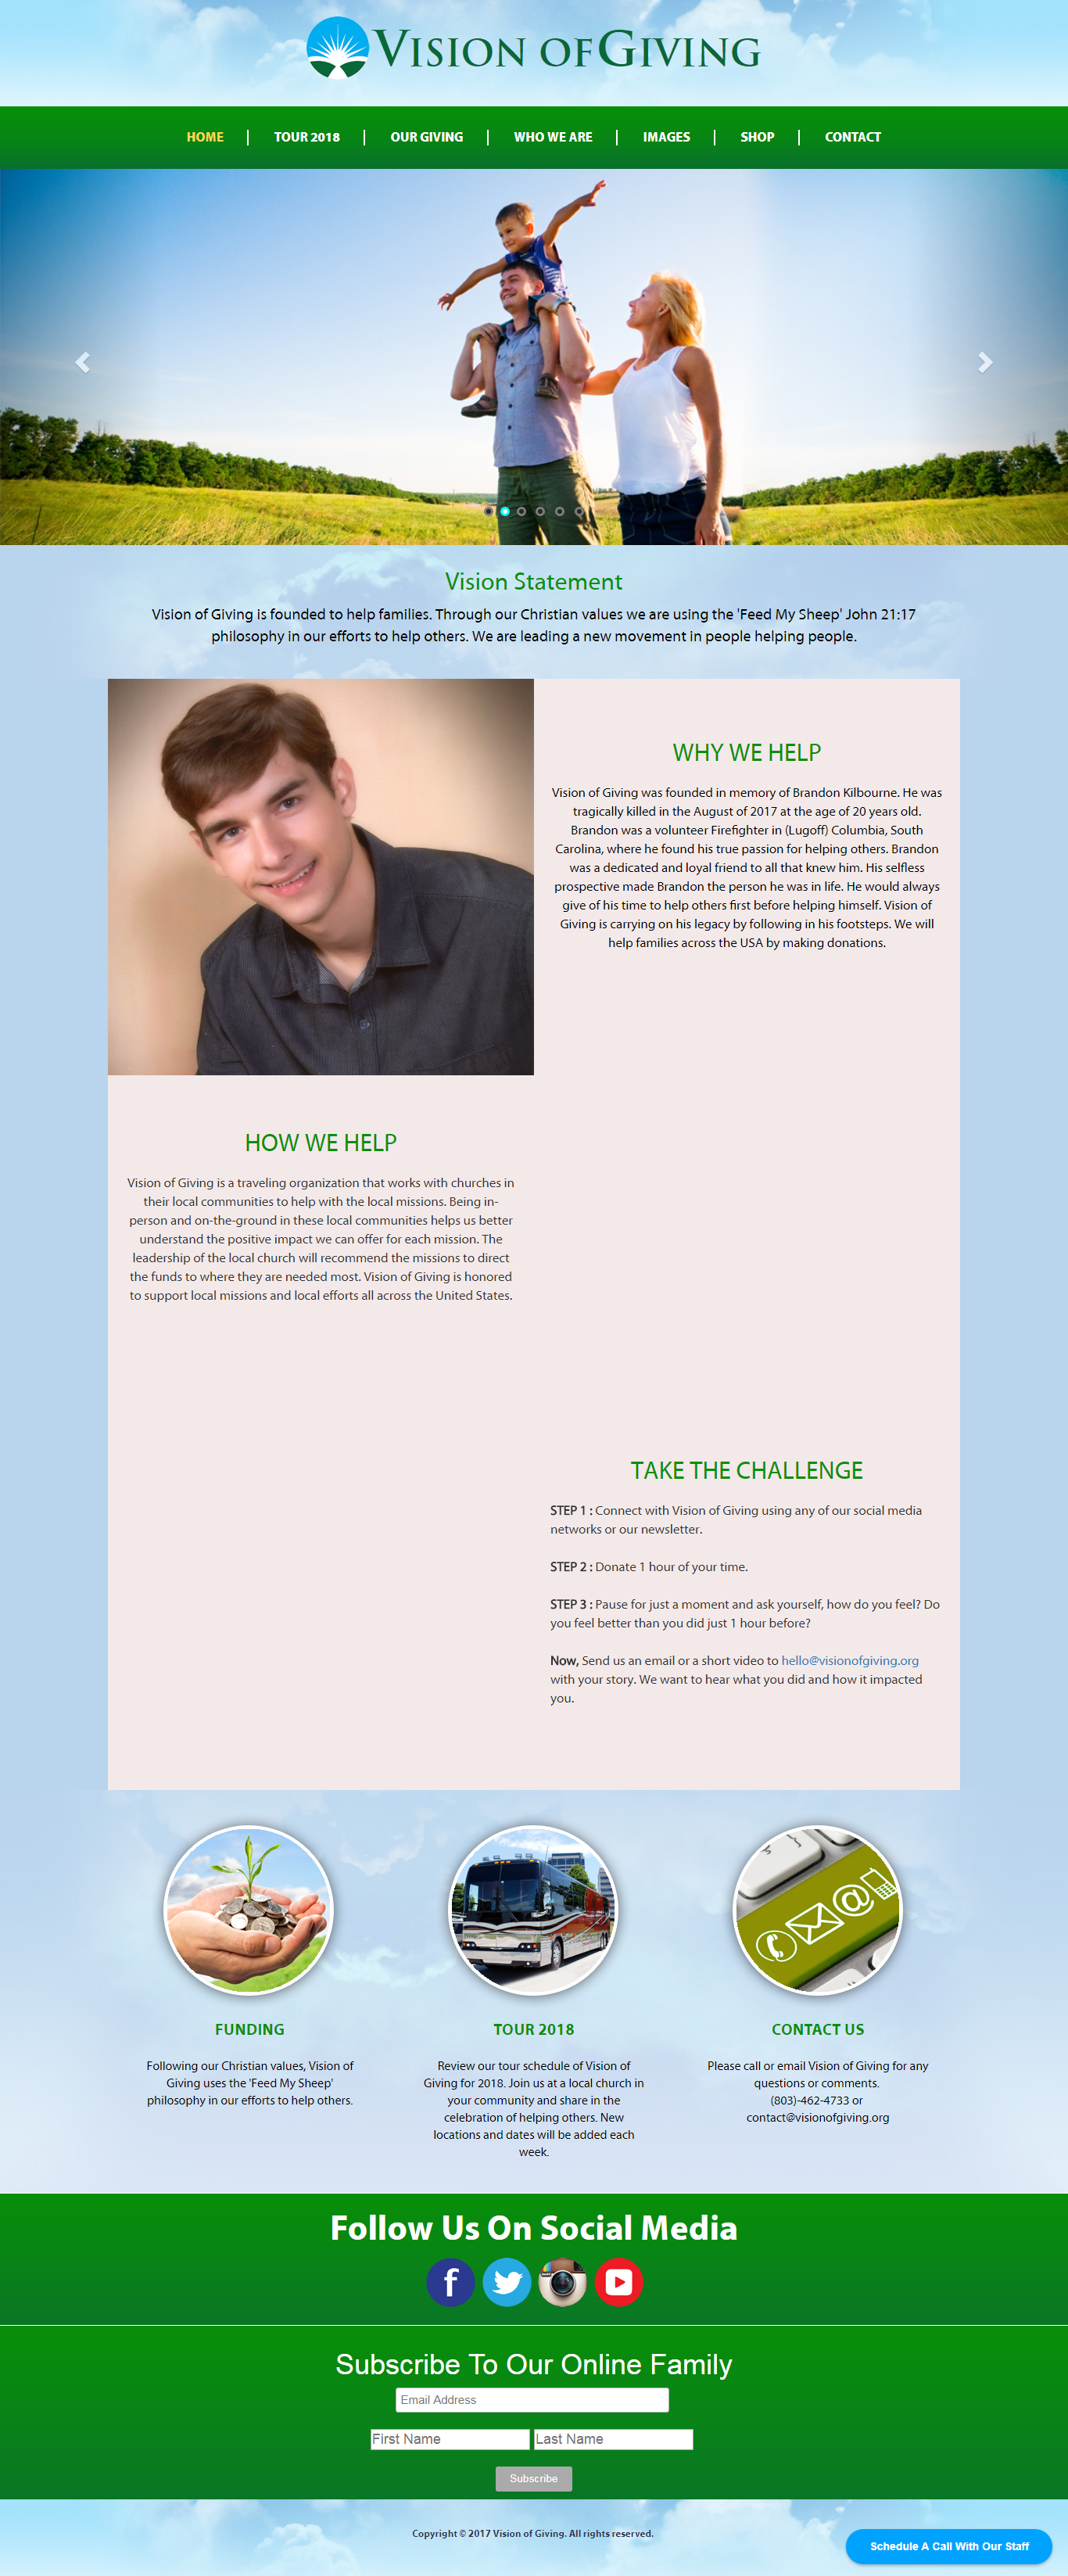 VISION OF GIVING
HOME
TOUR 2018
OUR GIVING
WHO WE ARE
IMAGES
SHOP
CONTACT
Vision Statement
Vision of Giving is founded to help families. Through our Christian values we are using the 'Feed My Sheep' John 21:17
philosophy in our efforts to help others. We are leading a new movement in people helping people.
WHY WE HELP
Vision of Giving was founded in memory of Brandon Kilbourne. He was
tragically killed in the August of 2017 at the age of 20 years old.
Brandon was a volunteer Firefighter in (Lugoff) Columbia, South
Carolina, where he found his true passion for helping others. Brandon
was a dedicated and loyal friend to all that knew him. His selfless
prospective made Brandon the person he was in life. He would always
give of his time to help others first before helping himself. Vision of
Giving is carrying on his legacy by following in his footsteps. We will
help families across the USA by making donations.
HOW WE HELP
Vision of Giving is a traveling organization that works with churches in
their local communities to help with the local missions. Being in-
person and on-the-ground in these local communities helps us better
understand the positive impact we can offer for each mission. The
leadership of the local church will recommend the missions to direct
the funds to where they are needed most. Vision of Giving is honored
to support local missions and local efforts all across the United States.
TAKE THE CHALLENGE
STEP 1 : Connect with Vision of Giving using any of our social media
networks or our newsletter.
STEP 2 : Donate 1 hour of your time.
STEP 3 : Pause for just a moment and ask yourself, how do you feel? Do
you feel better than you did just 1 hour before?
Now, Send us an email or a short video to hello@visionofgiving.org
with your story. We want to hear what you did and how it impacted
you.
FUNDING
Following our Christian values, Vision of
Giving uses the 'Feed My Sheep'
philosophy in our efforts to help others.
TOUR 2018
Review our tour schedule of Vision of
Giving for 2018. Join us at a local church in
your community and share in the
celebration of helping others. New
locations and dates will be added each
week.
CONTACT US
Please call or email Vision of Giving for any
questions or comments.
(803)-462-4733 or
contact@visionofgiving.org
Follow Us On Social Media
Subscribe To Our Online Family
Email Address
First Name
Last Name
Subscribe
Copyright © 2017 Vision of Giving. All rights reserved.
Schedule A Call With Our Staff